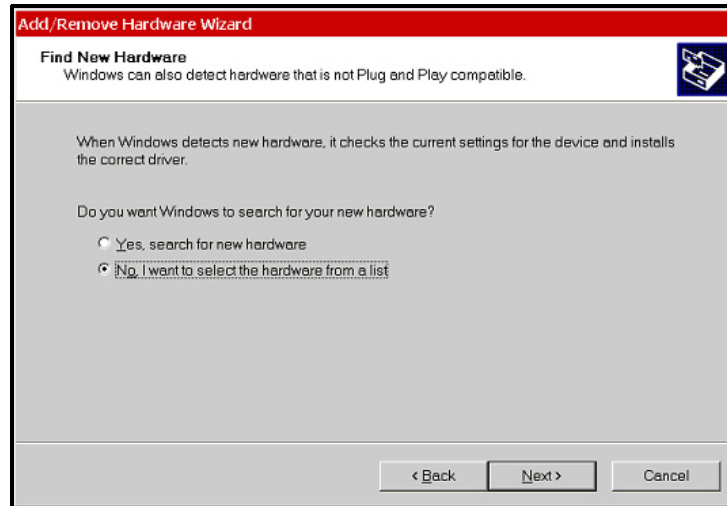 Add/Remove Hardware Wizard
Find New Hardware
Windows can also detect hardware that is not Plug and Play compatible.
When Windows detects new hardware, it checks the current settings for the device and installs
the correct driver.
Do you want Windows to search for your new hardware?
Yes, search for new hardware
No, I want to select the hardware from a list
< Back Next > Cancel